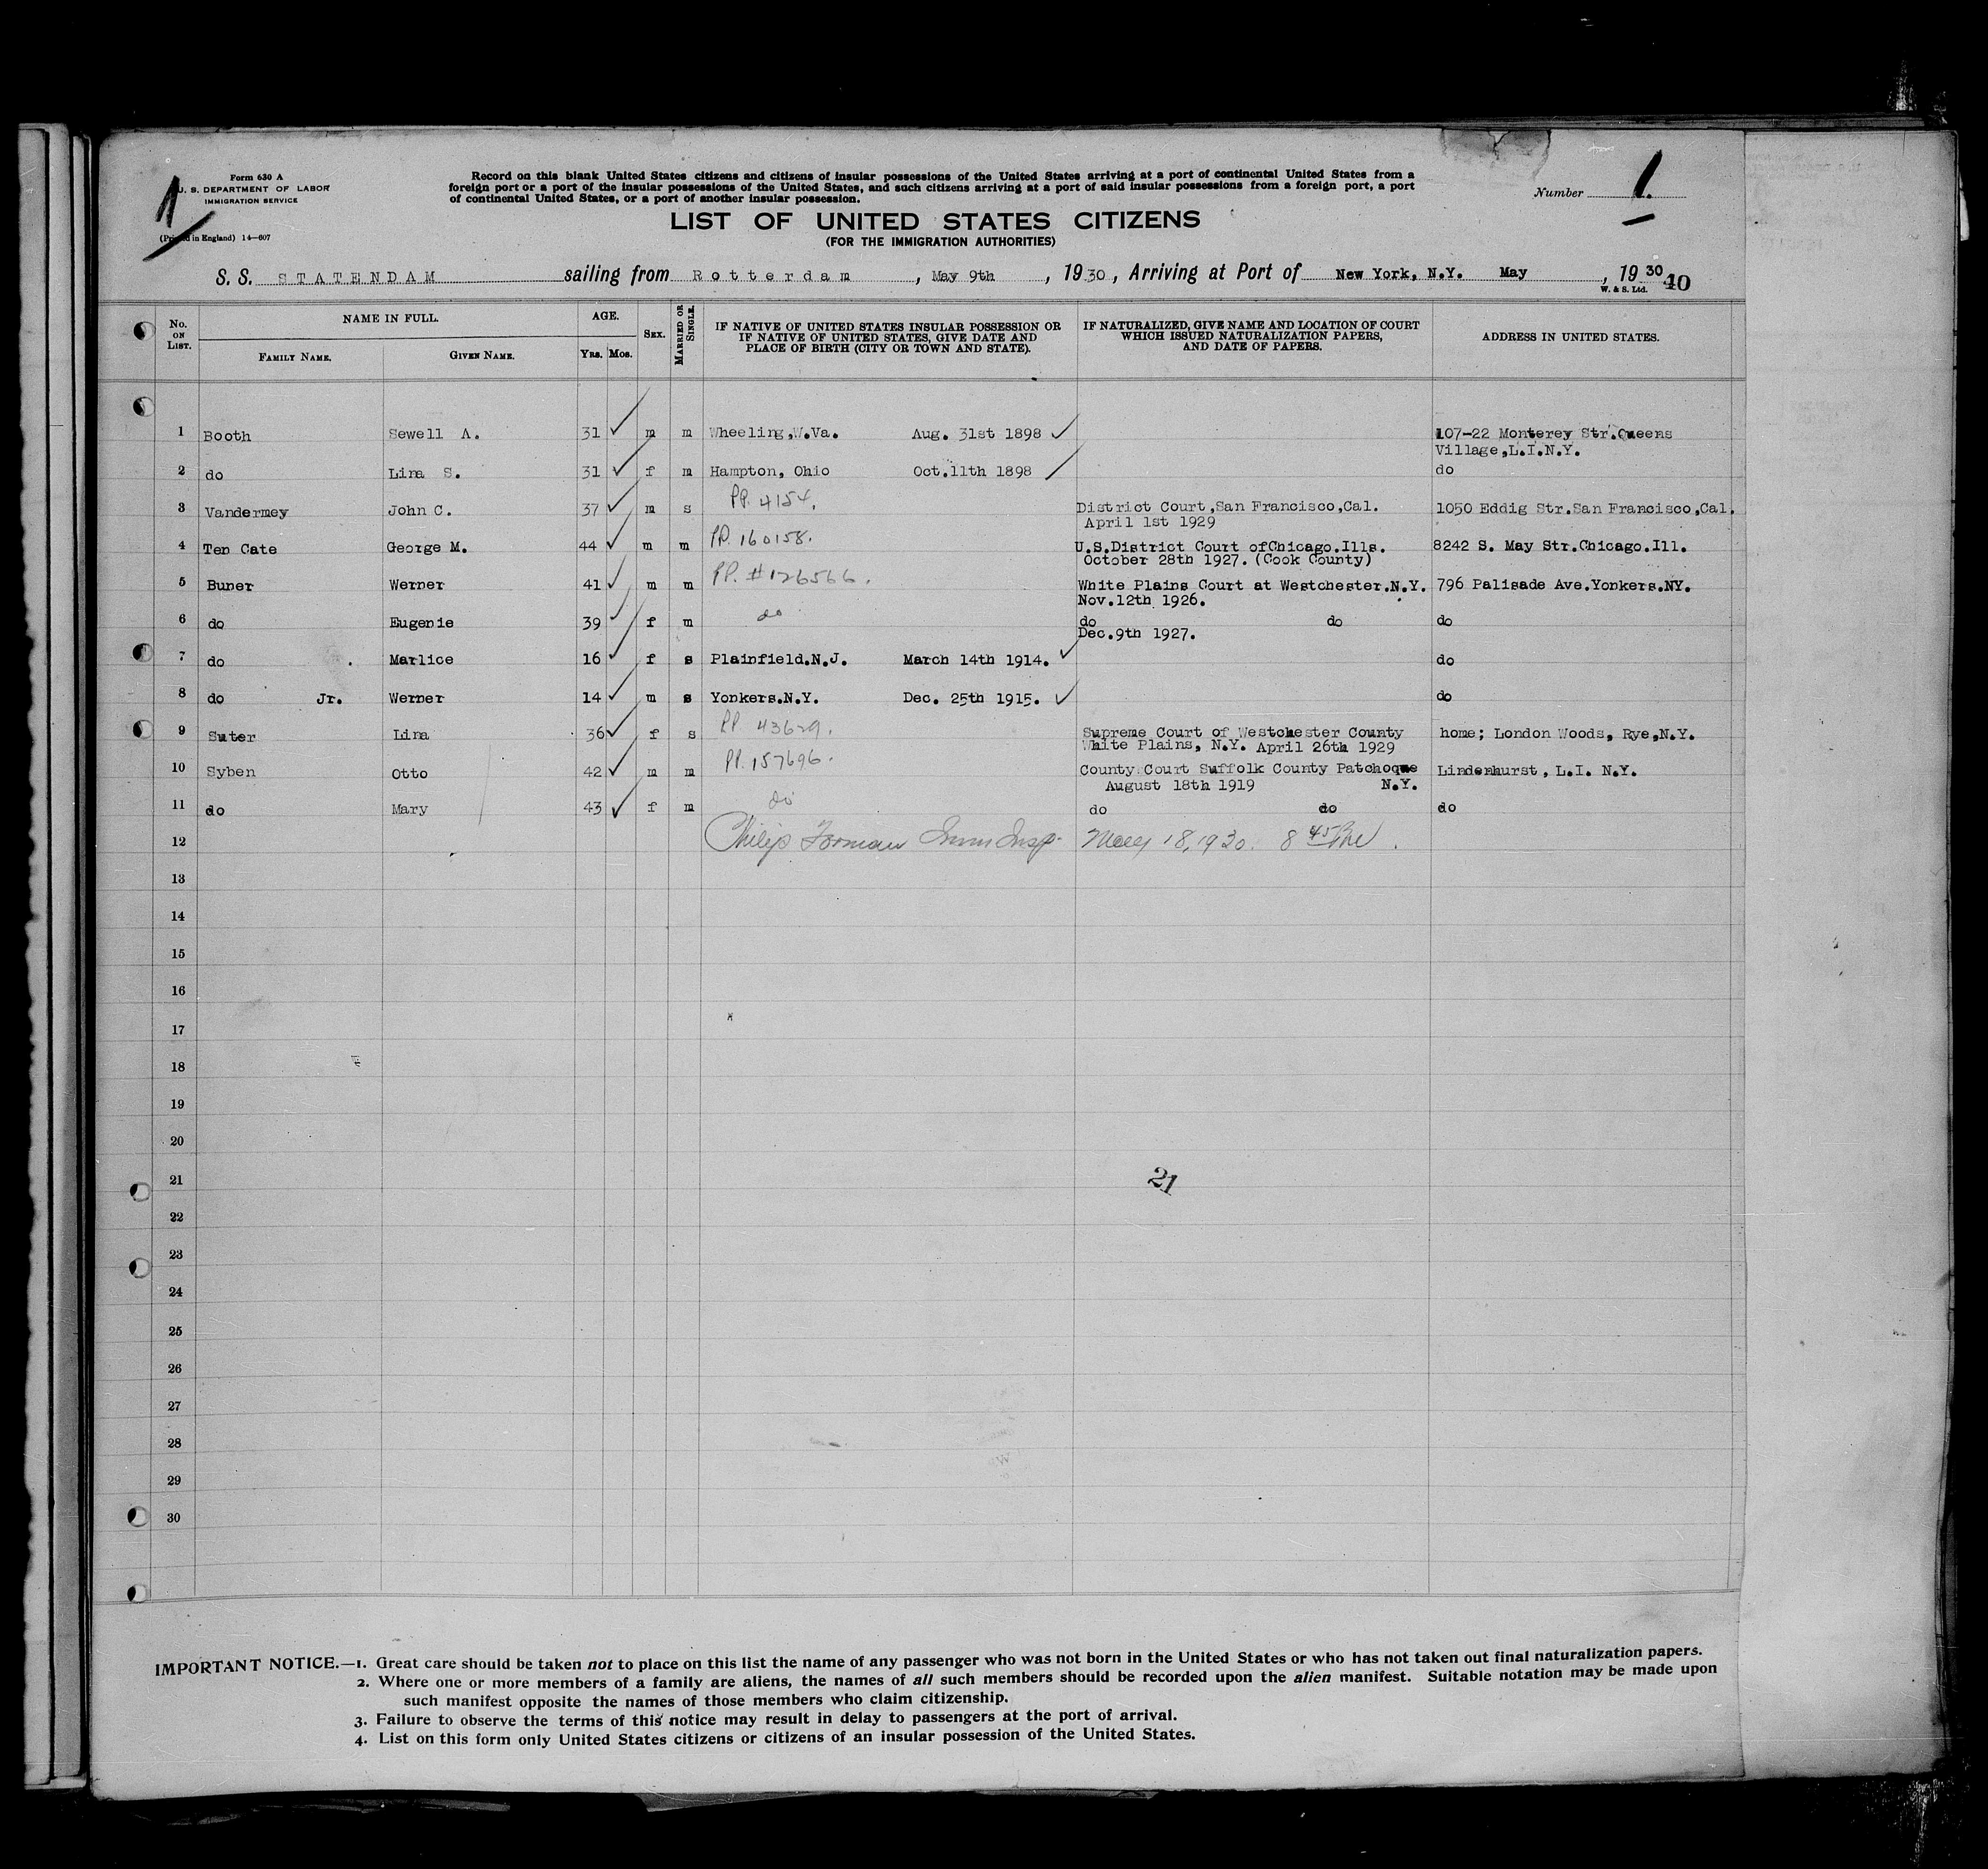 Form 630 A
U. S. DEPARTMENT OF LABOR
IMMIGRATION SERVICE
(Printed in England) 14—607
1
Record on this blank United States citizens and citizens of insular possessions of the United States arriving at a port of continental United States from a
foreign port or a port of the insular possessions of the United States, and such citizens arriving at a port of said insular possessions from a foreign port, a port
of continental United States, or a port of another insular possession.
Number 1.
LIST OF UNITED STATES CITIZENS
(FOR THE IMMIGRATION AUTHORITIES)
S. S. STATENDAM sailing from Rotterdam, May 9th, 1930, Arriving at Port of New York, N.Y. May, 1930
W. & S. Ltd. 40
No. ON LIST. NAME IN FULL. AGE. SEX. MARRIED OR SINGLE. IF NATIVE OF UNITED STATES INSULAR POSSESSION OR IF NATIVE OF UNITED STATES, GIVE DATE AND PLACE OF BIRTH (CITY OR TOWN AND STATE). IF NATURALIZED, GIVE NAME AND LOCATION OF COURT WHICH ISSUED NATURALIZATION PAPERS, AND DATE OF PAPERS. ADDRESS IN UNITED STATES.
FAMILY NAME. GIVEN NAME. Yrs. Mos.
1 Booth Sewell A. 31 m m Wheeling,W.Va. Aug. 31st 1898 107-22 Monterey Str.Queens
Village,L.I.N.Y.
2 do Lina S. 31 f m Hampton, Ohio Oct.11th 1898 do
3 Vandermey John C. 37 m s PP. 4154. District Court,San Francisco,Cal. 1050 Eddig Str.San Francisco,Cal.
April 1st 1929
4 Ten Cate George M. 44 m m PP. 160158. U.S.District Court ofChicago.Ills. 8242 S. May Str.Chicago.Ill.
October 28th 1927. (Cook County)
5 Buner Werner 41 m m PP. #126566. White Plains Court at Westchester.N.Y. 796 Palisade Ave.Yonkers.NY.
Nov.12th 1926.
6 do Eugenie 39 f m do do do do
Dec.9th 1927.
7 do Marlice 16 f s Plainfield.N.J. March 14th 1914. do
8 do Jr. Werner 14 m s Yonkers.N.Y. Dec. 25th 1915. do
9 Suter Lina 36 f s PP. 43629. Supreme Court of Westchester County home; London Woods, Rye,N.Y.
White Plains, N.Y. April 26th 1929
10 Syben Otto 42 m m PP. 157696. County Court Suffolk County Patchoque Lindenhurst, L.I. N.Y.
August 18th 1919 N.Y.
11 do Mary 43 f m do do do do
12 Philip Forman Imm Insp. May 18, 1930. 8 45 PM.
13
14
15
16
17
18
19
20
21
21
22
23
24
25
26
27
28
29
30
IMPORTANT NOTICE.—1. Great care should be taken not to place on this list the name of any passenger who was not born in the United States or who has not taken out final naturalization papers.
2. Where one or more members of a family are aliens, the names of all such members should be recorded upon the alien manifest. Suitable notation may be made upon
such manifest opposite the names of those members who claim citizenship.
3. Failure to observe the terms of this notice may result in delay to passengers at the port of arrival.
4. List on this form only United States citizens or citizens of an insular possession of the United States.